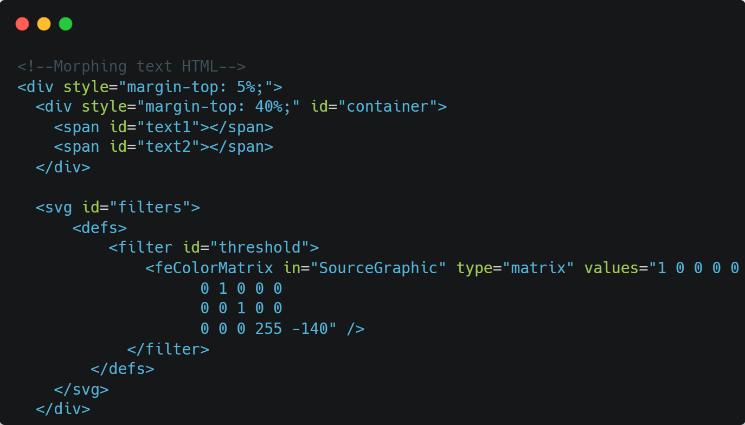 <!--Morphing text HTML-->
<div style="margin-top: 5%;">
  <div style="margin-top: 40%;" id="container">
    <span id="text1"></span>
    <span id="text2"></span>
  </div>

  <svg id="filters">
      <defs>
          <filter id="threshold">
              <feColorMatrix in="SourceGraphic" type="matrix" values="1 0 0 0 0
                    0 1 0 0 0
                    0 0 1 0 0
                    0 0 0 255 -140" />
            </filter>
        </defs>
    </svg>
  </div>